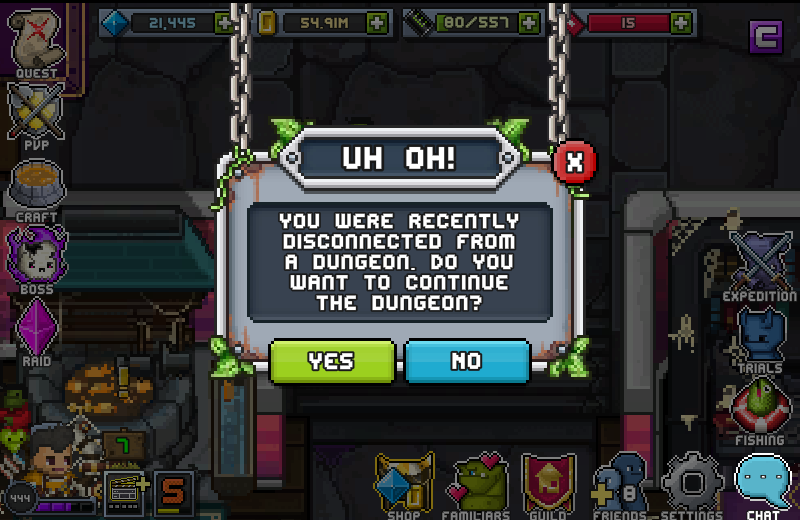 21,445
54.91M
80/557
15
C
QUEST
PVP
CRAFT
BOSS
RAID
UH OH!
X
YOU WERE RECENTLY
DISCONNECTED FROM
A DUNGEON. DO YOU
WANT TO CONTINUE
THE DUNGEON?
YES
NO
EXPEDITION
TRIALS
FISHING
7
444
S
8
SHOP
FAMILIARS
GUILD
FRIENDS
SETTINGS
CHAT